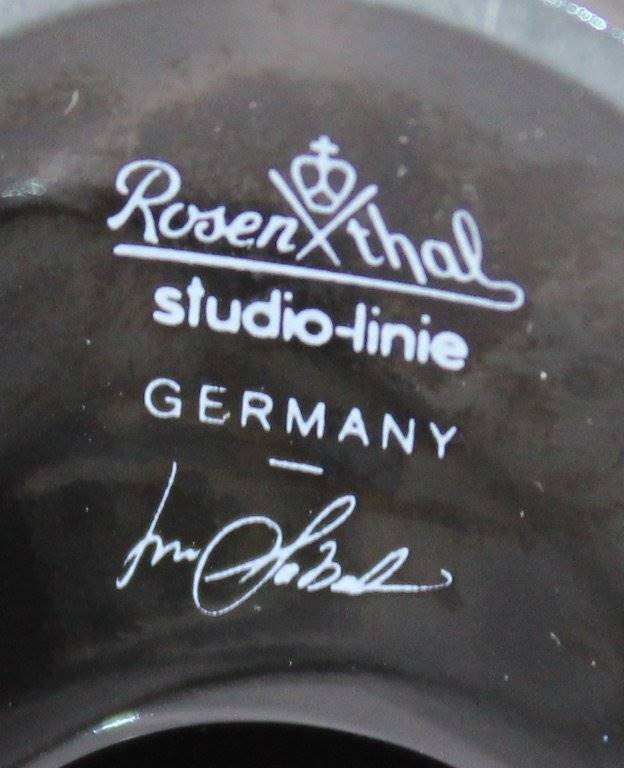 Rosenthal
studio-linie
GERMANY